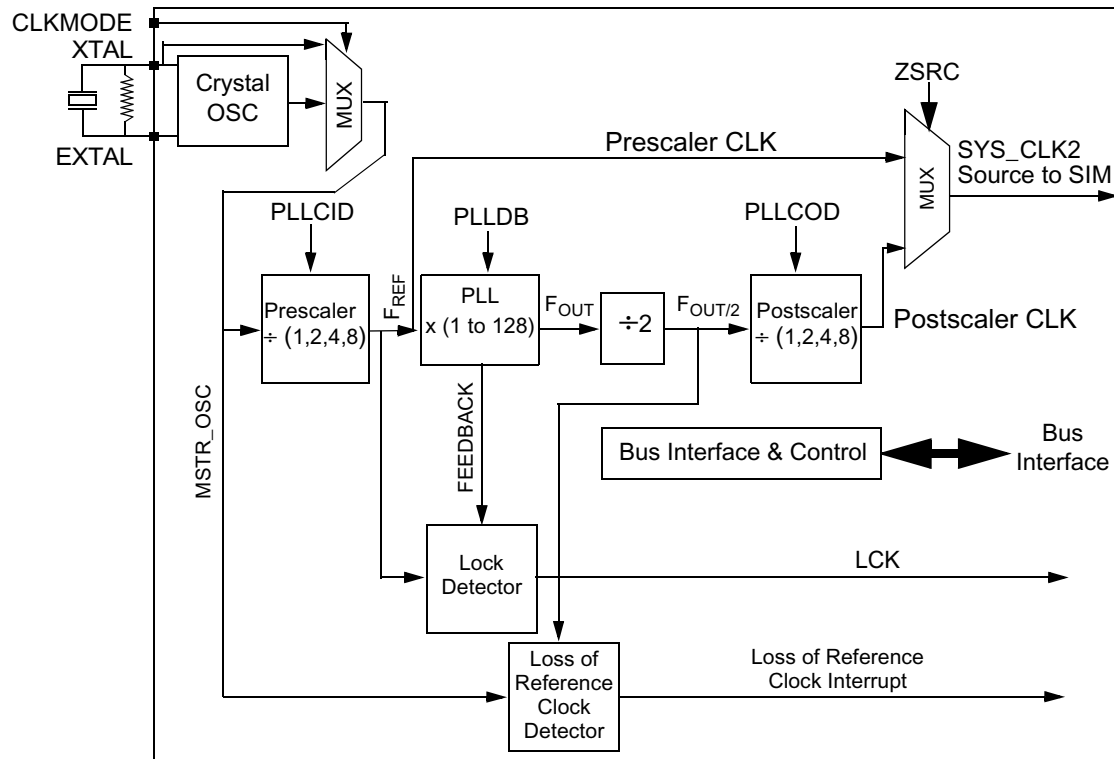 CLKMODE
XTAL
EXTAL
Crystal
OSC
MUX
ZSRC
Prescaler CLK
MUX
SYS_CLK2
Source to SIM
PLLCID
PLLDB
PLLCOD
Prescaler
÷ (1,2,4,8)
FREF
PLL
x (1 to 128)
FOUT
÷2
FOUT/2
Postscaler
÷ (1,2,4,8)
Postscaler CLK
MSTR_OSC
FEEDBACK
Bus Interface & Control
Bus
Interface
Lock
Detector
LCK
Loss of
Reference
Clock
Detector
Loss of Reference
Clock Interrupt